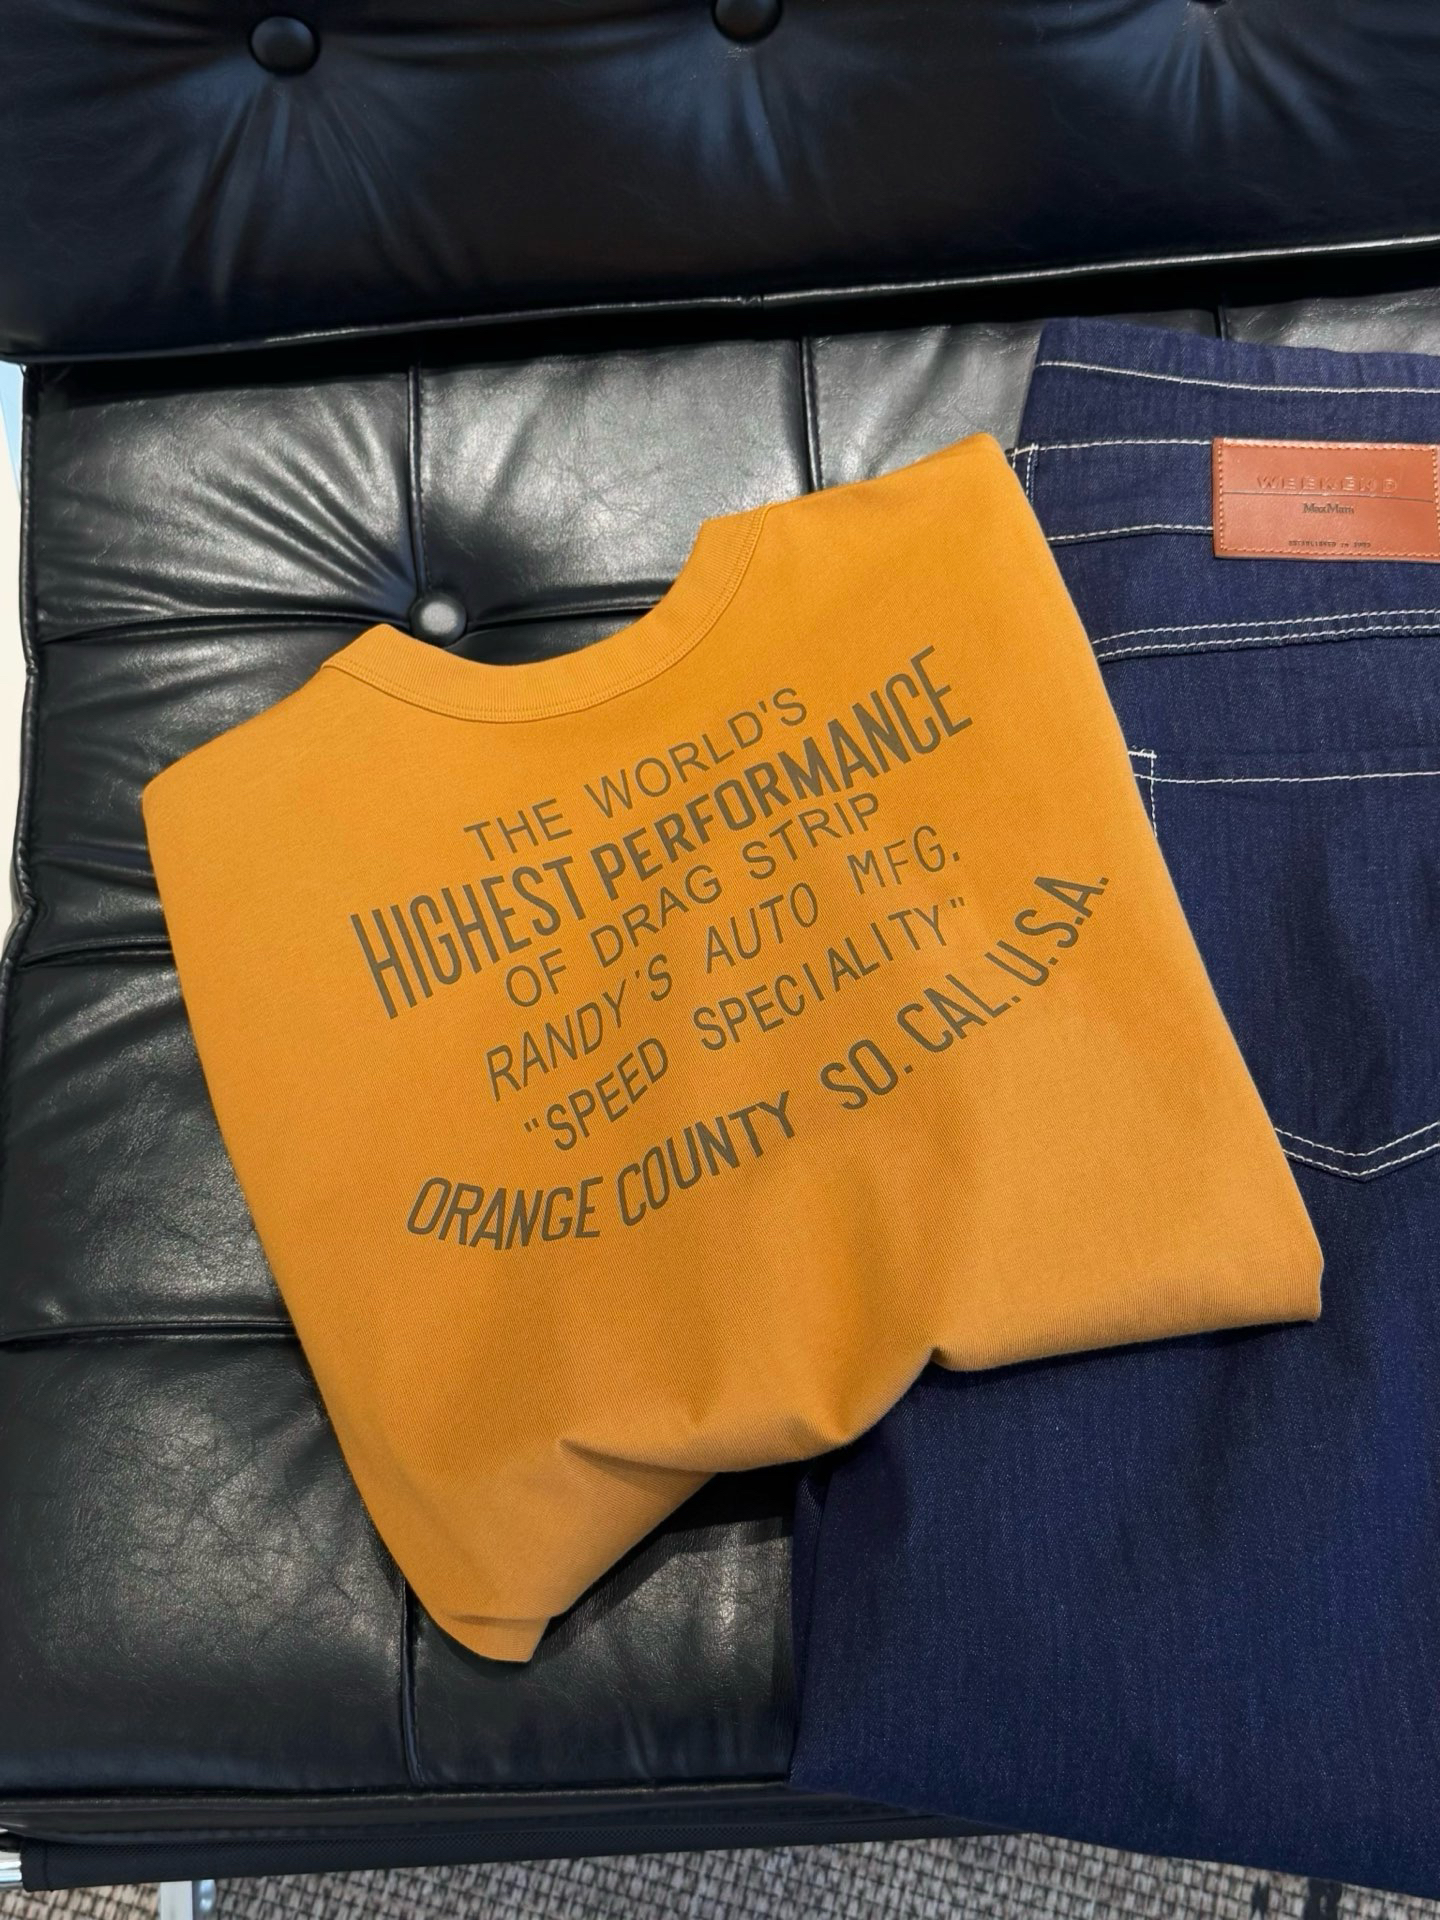 THE WORLD'S
HIGHEST PERFORMANCE
OF DRAG STRIP
RANDY'S AUTO MFG.
"SPEED SPECIALITY"
ORANGE COUNTY SO. CAL. U.S.A.
WEEKEND
MaxMara